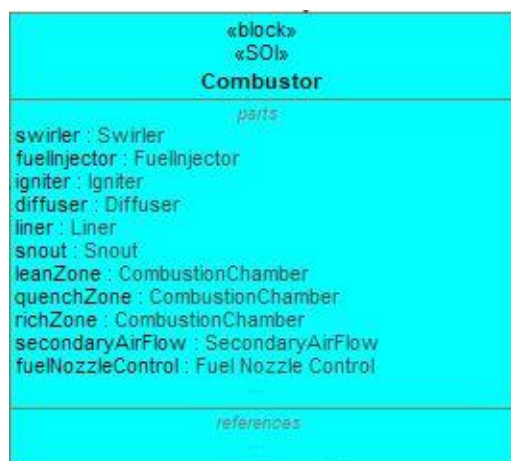 «block»
«SOI»
Combustor
parts
swirler : Swirler
fuelInjector : FuelInjector
igniter : Igniter
diffuser : Diffuser
liner : Liner
snout : Snout
leanZone : CombustionChamber
quenchZone : CombustionChamber
richZone : CombustionChamber
secondaryAirFlow : SecondaryAirFlow
fuelNozzleControl : Fuel Nozzle Control
...
references
...